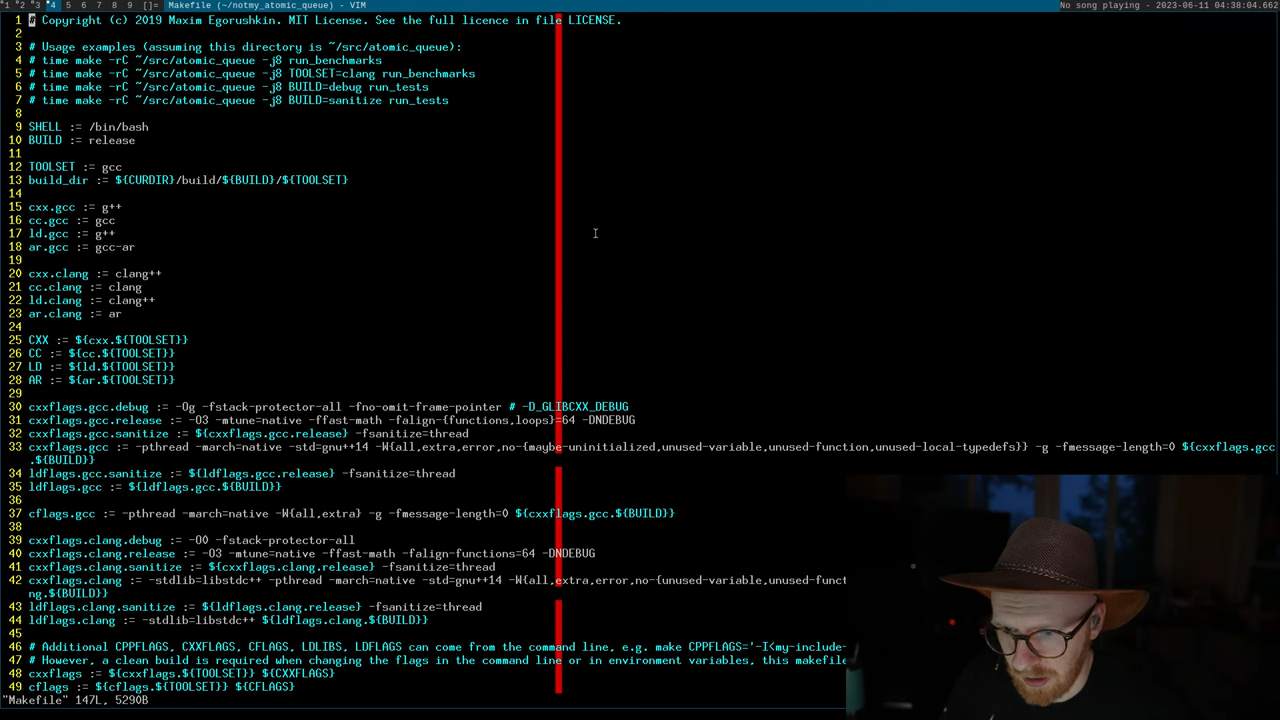 1 2 3 4 5 6 7 8 9 []= Makefile (~/notmy_atomic_queue) - VIM No song playing - 2023-06-11 04:38:04.662
1 # Copyright (c) 2019 Maxim Egorushkin. MIT License. See the full licence in file LICENSE.
2
3 # Usage examples (assuming this directory is ~/src/atomic_queue):
4 # time make -rC ~/src/atomic_queue -j8 run_benchmarks
5 # time make -rC ~/src/atomic_queue -j8 TOOLSET=clang run_benchmarks
6 # time make -rC ~/src/atomic_queue -j8 BUILD=debug run_tests
7 # time make -rC ~/src/atomic_queue -j8 BUILD=sanitize run_tests
8
9 SHELL := /bin/bash
10 BUILD := release
11
12 TOOLSET := gcc
13 build_dir := ${CURDIR}/build/${BUILD}/${TOOLSET}
14
15 cxx.gcc := g++
16 cc.gcc := gcc
17 ld.gcc := g++
18 ar.gcc := gcc-ar
19
20 cxx.clang := clang++
21 cc.clang := clang
22 ld.clang := clang++
23 ar.clang := ar
24
25 CXX := ${cxx.${TOOLSET}}
26 CC := ${cc.${TOOLSET}}
27 LD := ${ld.${TOOLSET}}
28 AR := ${ar.${TOOLSET}}
29
30 cxxflags.gcc.debug := -Og -fstack-protector-all -fno-omit-frame-pointer # -D_GLIBCXX_DEBUG
31 cxxflags.gcc.release := -O3 -mtune=native -ffast-math -falign-{functions,loops}=64 -DNDEBUG
32 cxxflags.gcc.sanitize := ${cxxflags.gcc.release} -fsanitize=thread
33 cxxflags.gcc := -pthread -march=native -std=gnu++14 -W{all,extra,error,no-{maybe-uninitialized,unused-variable,unused-function,unused-local-typedefs}} -g -fmessage-length=0 ${cxxflags.gcc
.${BUILD}}
34 ldflags.gcc.sanitize := ${ldflags.gcc.release} -fsanitize=thread
35 ldflags.gcc := ${ldflags.gcc.${BUILD}}
36
37 cflags.gcc := -pthread -march=native -W{all,extra} -g -fmessage-length=0 ${cxxflags.gcc.${BUILD}}
38
39 cxxflags.clang.debug := -O0 -fstack-protector-all
40 cxxflags.clang.release := -O3 -mtune=native -ffast-math -falign-functions=64 -DNDEBUG
41 cxxflags.clang.sanitize := ${cxxflags.clang.release} -fsanitize=thread
42 cxxflags.clang := -stdlib=libstdc++ -pthread -march=native -std=gnu++14 -W{all,extra,error,no-{unused-variable,unused-funct
ng.${BUILD}}
43 ldflags.clang.sanitize := ${ldflags.clang.release} -fsanitize=thread
44 ldflags.clang := -stdlib=libstdc++ ${ldflags.clang.${BUILD}}
45
46 # Additional CPPFLAGS, CXXFLAGS, CFLAGS, LDLIBS, LDFLAGS can come from the command line, e.g. make CPPFLAGS='-I<my-include-
47 # However, a clean build is required when changing the flags in the command line or in environment variables, this makefile
48 cxxflags := ${cxxflags.${TOOLSET}} ${CXXFLAGS}
49 cflags := ${cflags.${TOOLSET}} ${CFLAGS}
"Makefile" 147L, 5290B